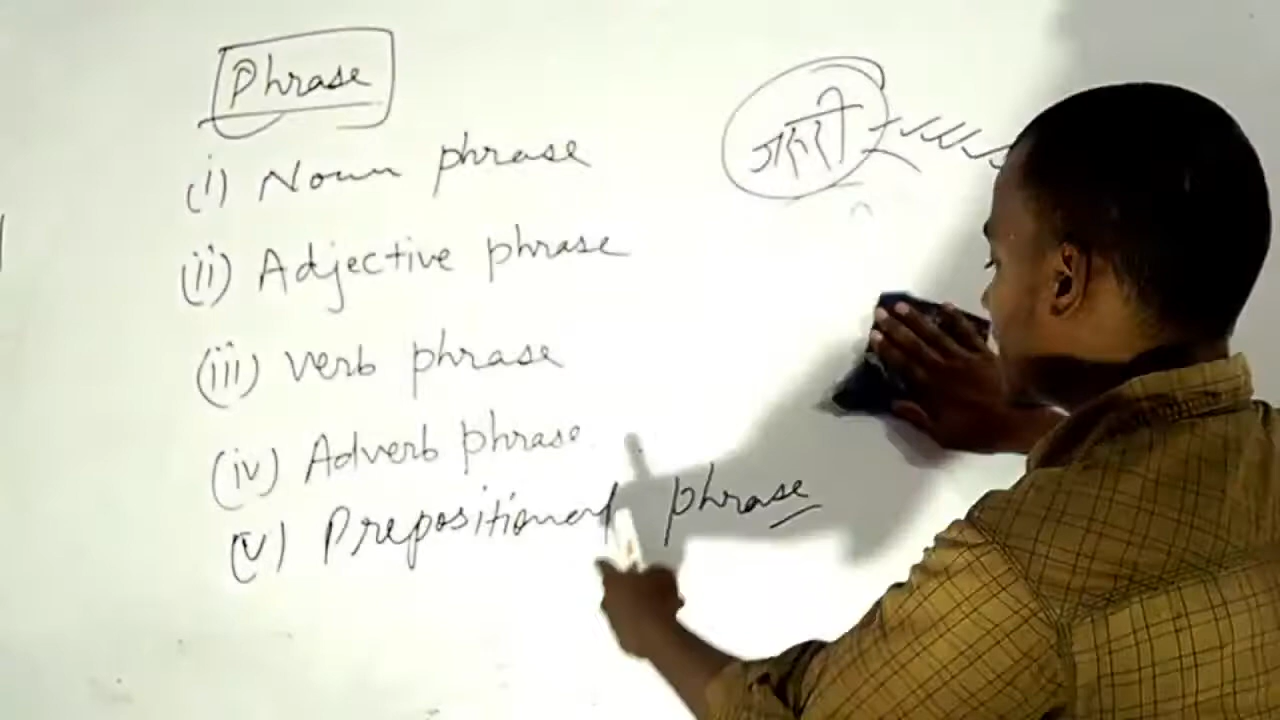 Phrase
(i) Noun phrase
(ii) Adjective phrase
(iii) Verb phrase
(iv) Adverb phrase
(v) Prepositional phrase